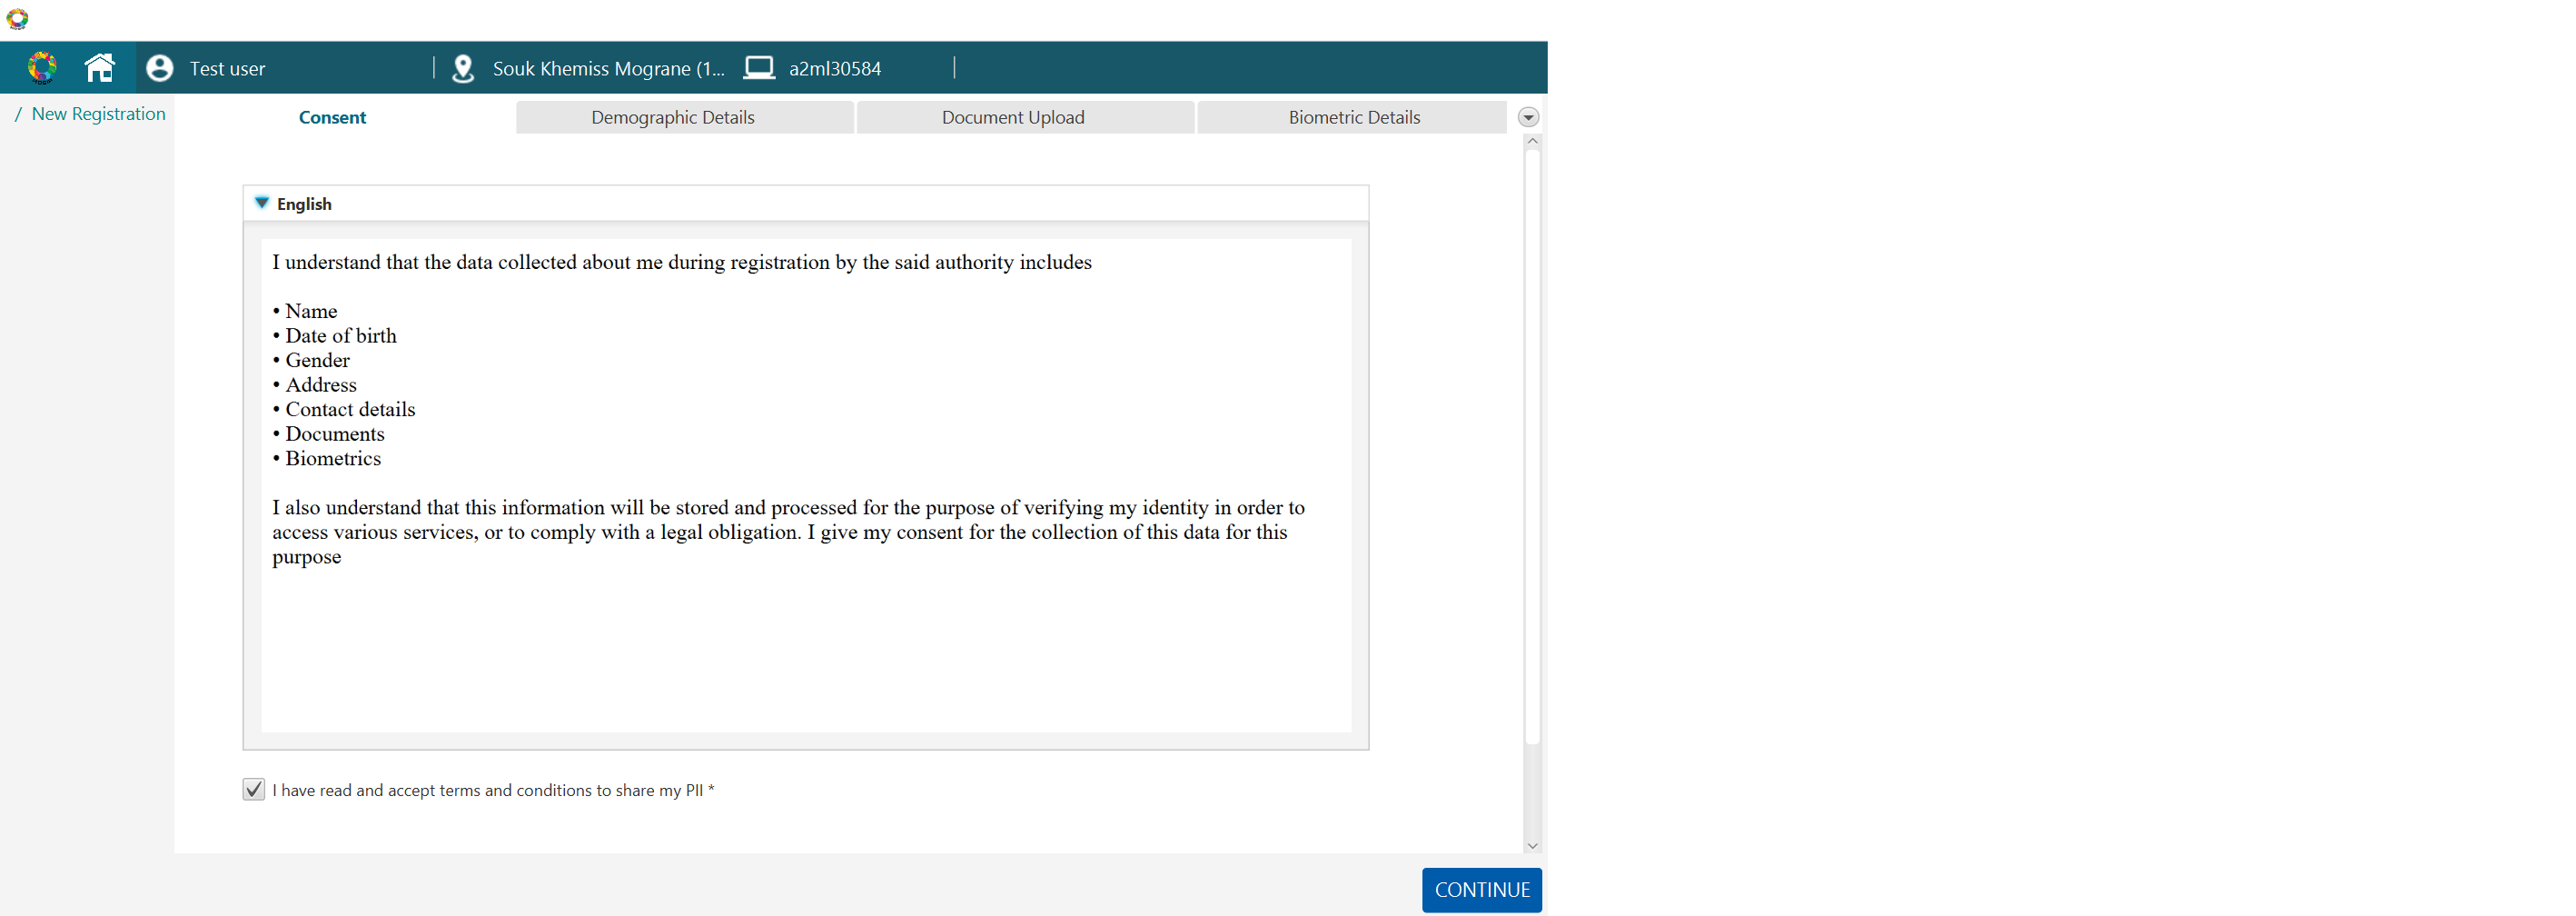 Test user
Souk Khemiss Mograne (1...
a2ml30584
/ New Registration
Consent
Demographic Details
Document Upload
Biometric Details
English
I understand that the data collected about me during registration by the said authority includes
• Name
• Date of birth
• Gender
• Address
• Contact details
• Documents
• Biometrics
I also understand that this information will be stored and processed for the purpose of verifying my identity in order to
access various services, or to comply with a legal obligation. I give my consent for the collection of this data for this
purpose
I have read and accept terms and conditions to share my PII *
CONTINUE